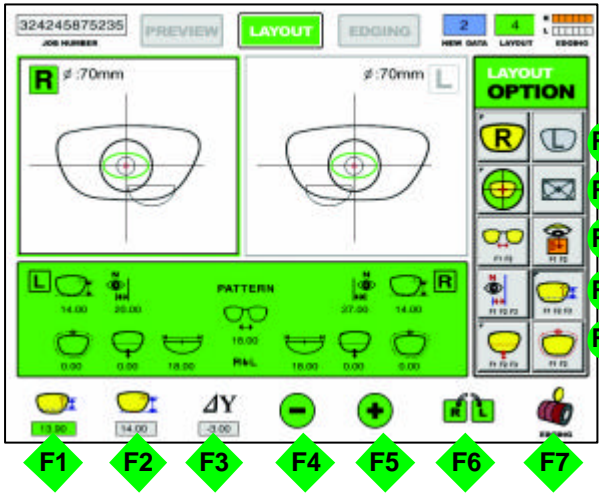 324245875235
JOB NUMBER
PREVIEW
LAYOUT
EDGING
2
NEW DATA
4
LAYOUT
R
L
EDGING
R
ø :70mm
ø :70mm
L
LAYOUT
OPTION
R
L
F1 F2
F1 F2
N
F1 F2 F3
F1 F2 F3
F1 F2 F3
F1 F2
L
14.00
N
20.00
PATTERN
18.00
R&L
N
27.00
14.00
R
0.00
0.00
18.00
18.00
0.00
0.00
13.90
14.00
ΔY
-3.00
R
L
EDGING
F1
F2
F3
F4
F5
F6
F7